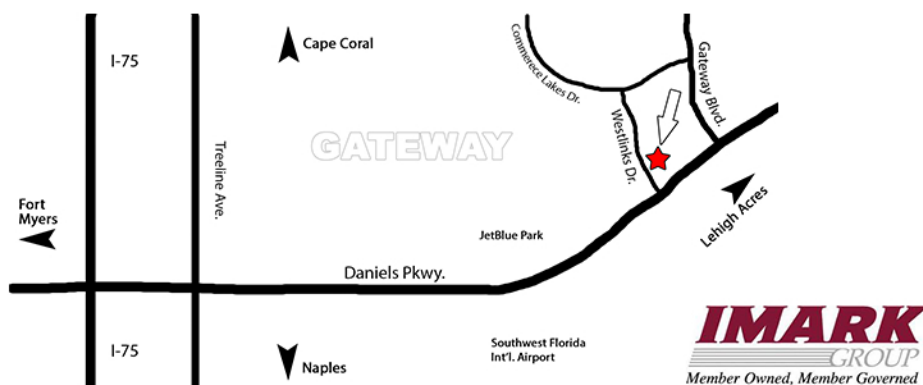 I-75
Cape Coral
Commerece Lakes Dr.
Gateway Blvd.
GATEWAY
Treeline Ave.
Westlinks Dr.
Fort
Myers
Lehigh Acres
JetBlue Park
Daniels Pkwy.
I-75
Naples
Southwest Florida
Int'l. Airport
IMARK
GROUP
Member Owned, Member Governed